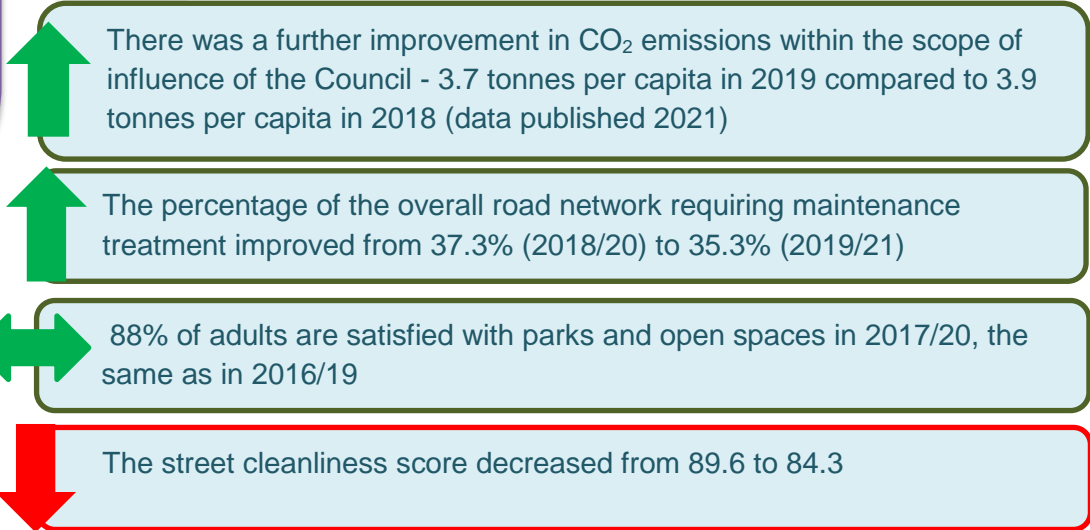 There was a further improvement in CO₂ emissions within the scope of
influence of the Council - 3.7 tonnes per capita in 2019 compared to 3.9
tonnes per capita in 2018 (data published 2021)
The percentage of the overall road network requiring maintenance
treatment improved from 37.3% (2018/20) to 35.3% (2019/21)
88% of adults are satisfied with parks and open spaces in 2017/20, the
same as in 2016/19
The street cleanliness score decreased from 89.6 to 84.3